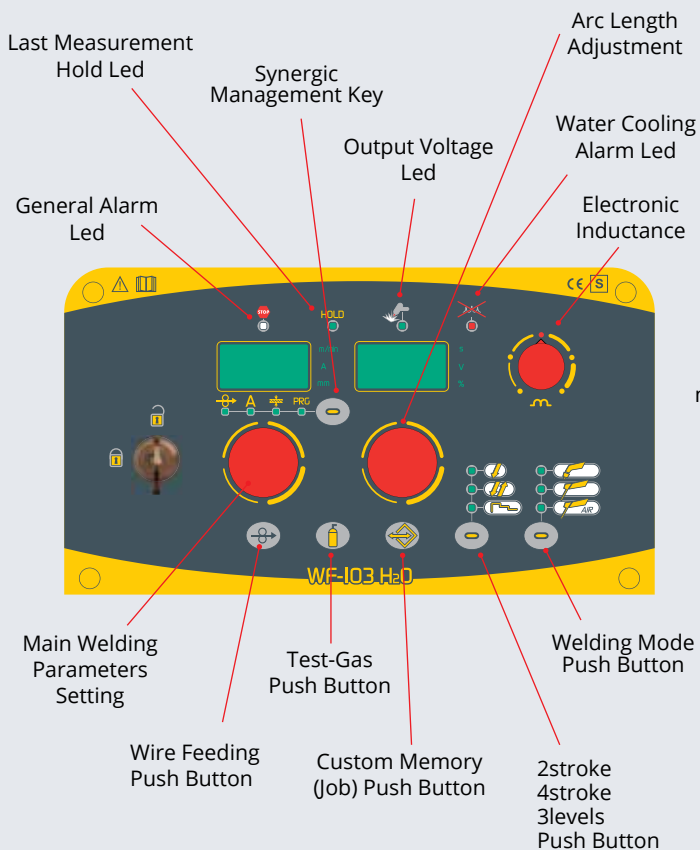 Last Measurement
Hold Led
Synergic
Management Key
Arc Length
Adjustment
Output Voltage
Led
Water Cooling
Alarm Led
General Alarm
Led
Electronic
Inductance
STOP
HOLD
CE S
m/min
A
mm
s
V
%
A
PRG
AIR
WF-103 H2O
Main Welding
Parameters
Setting
Test-Gas
Push Button
Welding Mode
Push Button
Wire Feeding
Push Button
Custom Memory
(Job) Push Button
2stroke
4stroke
3levels
Push Button